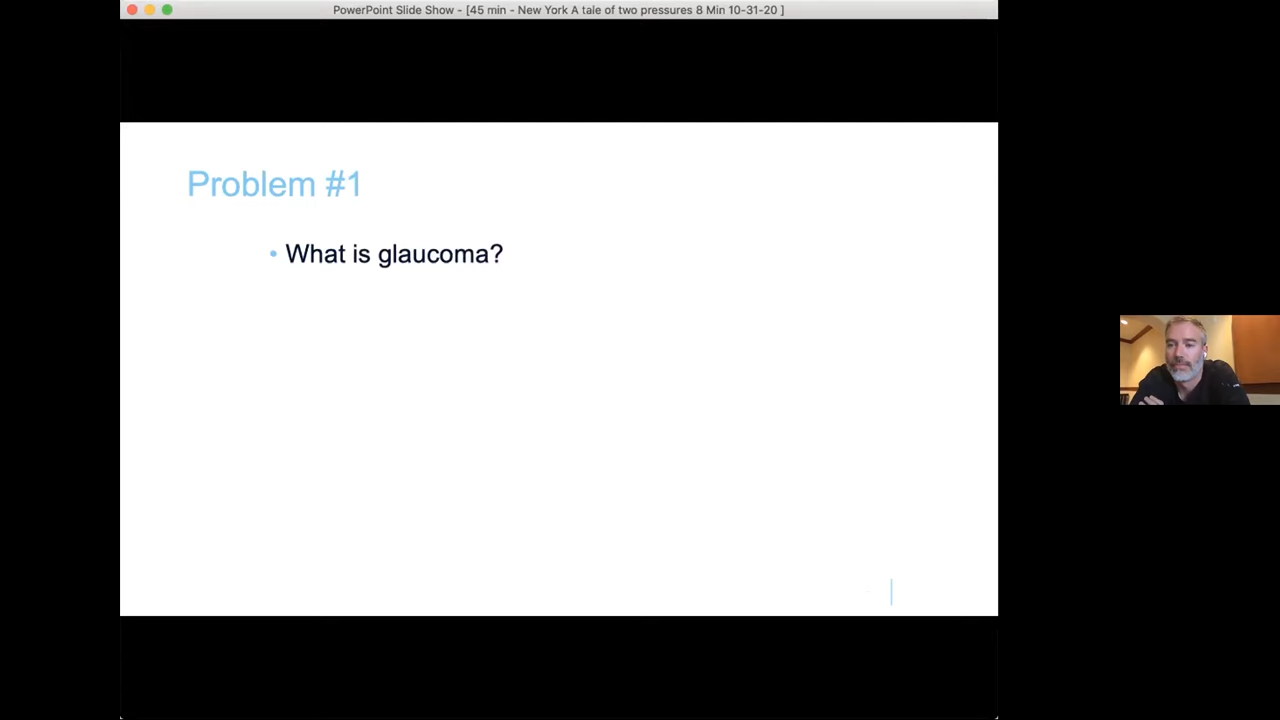 PowerPoint Slide Show - [45 min - New York A tale of two pressures 8 Min 10-31-20 ]
Problem #1
• What is glaucoma?